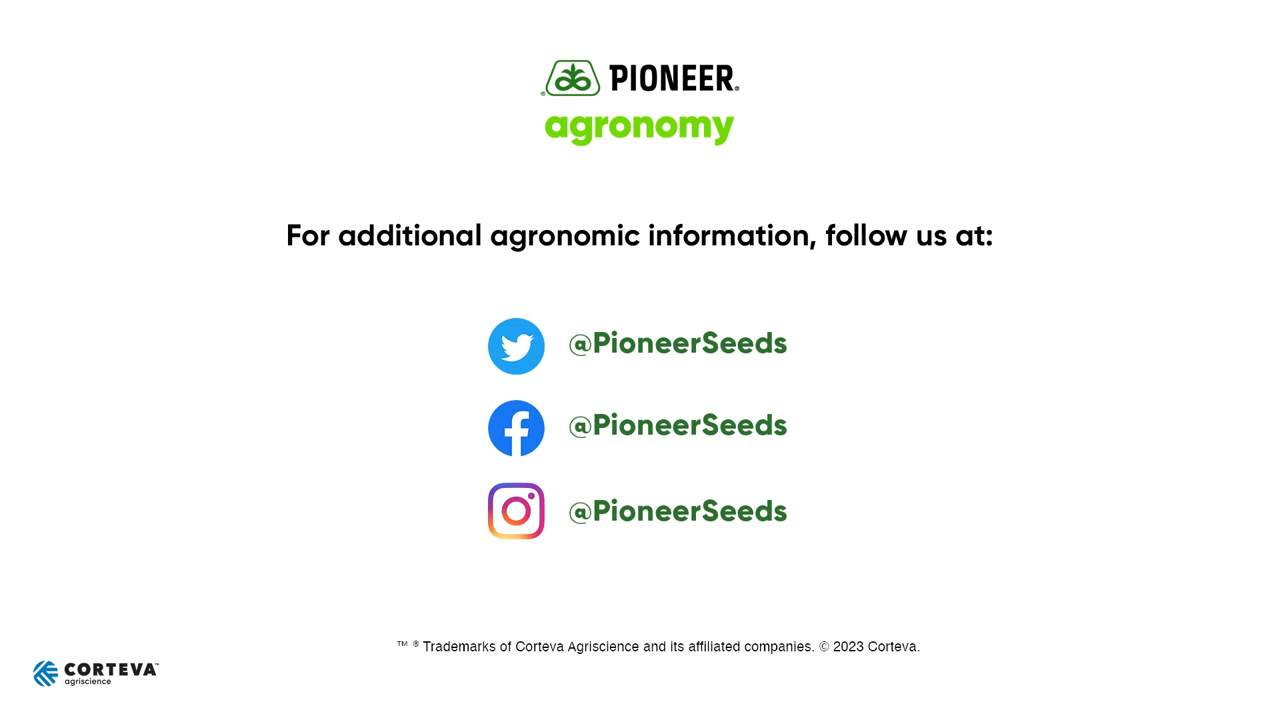 PIONEER®
agronomy
For additional agronomic information, follow us at:
@PioneerSeeds
@PioneerSeeds
@PioneerSeeds
™ ® Trademarks of Corteva Agriscience and its affiliated companies. © 2023 Corteva.
CORTEVA™
agriscience